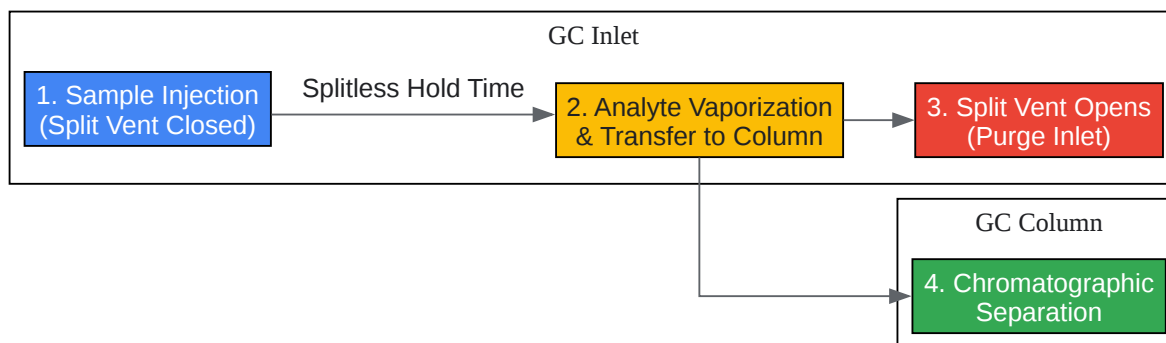 GC Inlet
1. Sample Injection
(Split Vent Closed)
Splitless Hold Time
2. Analyte Vaporization
& Transfer to Column
3. Split Vent Opens
(Purge Inlet)
GC Column
4. Chromatographic
Separation